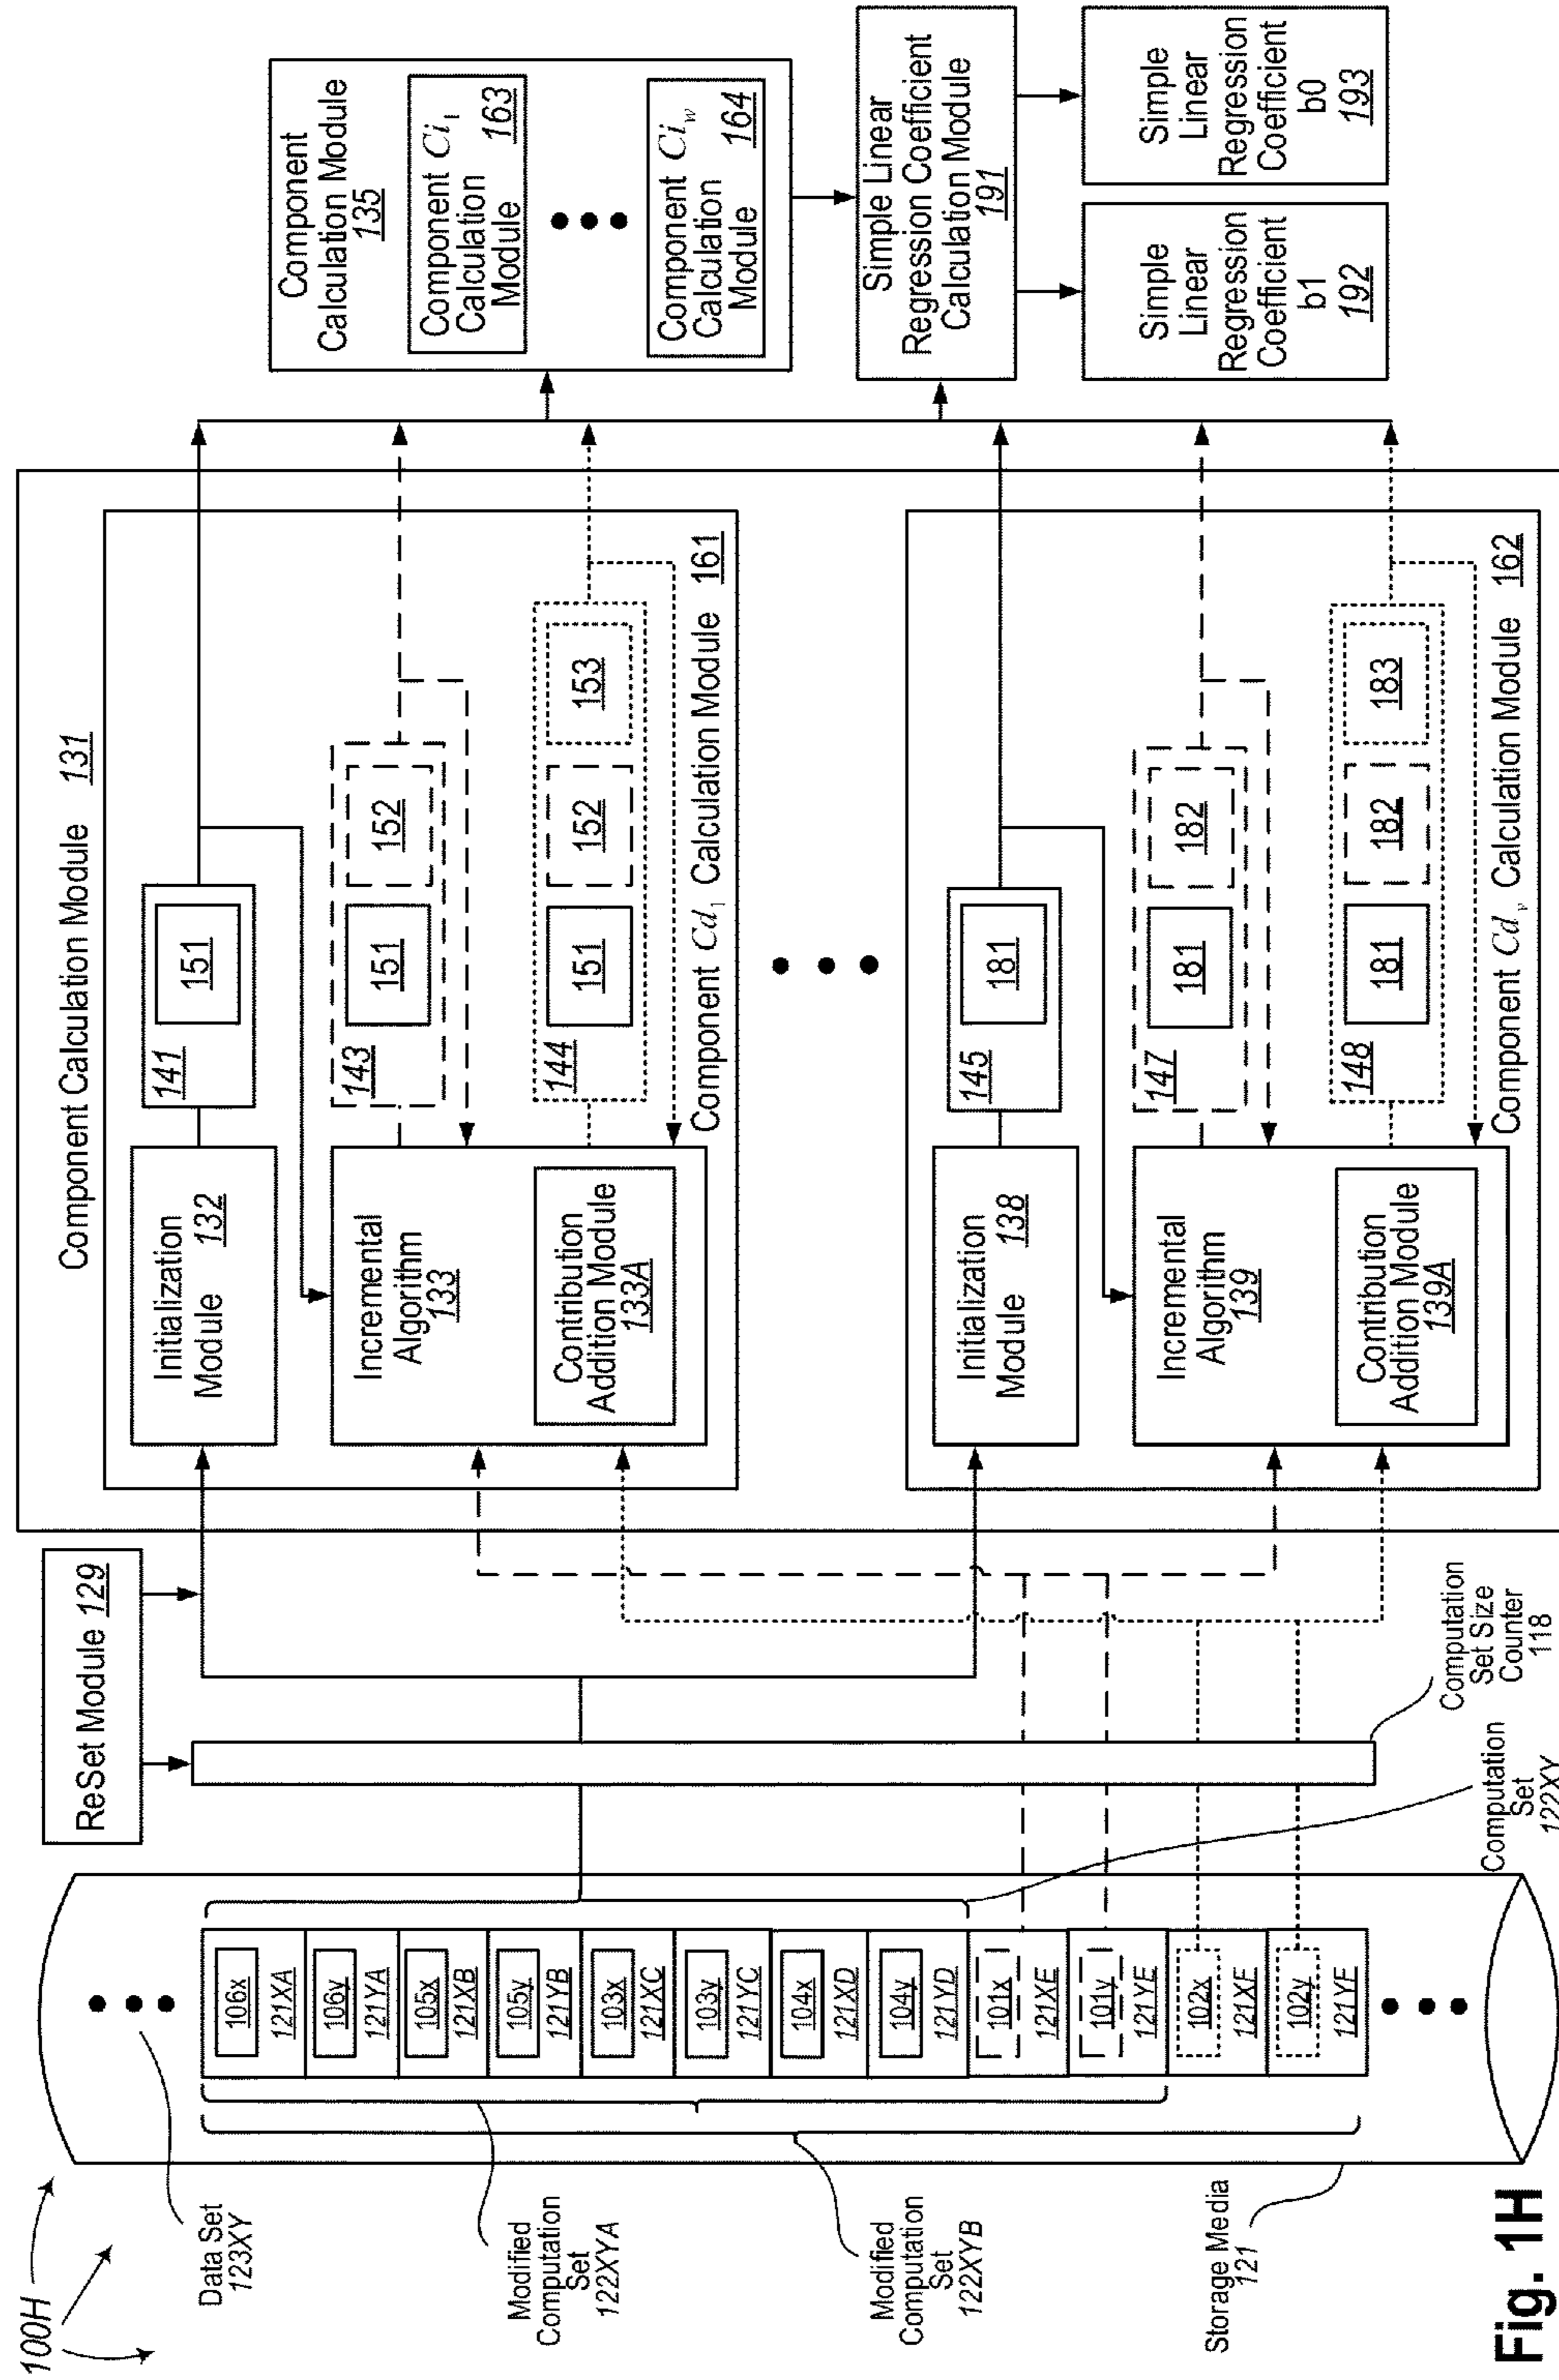 100H
Data Set
123XY
Modified
Computation
Set
122XYA
Modified
Computation
Set
122XYB
Storage Media
121
Fig. 1H
106x
121XA
106y
121YA
105x
121XB
105y
121YB
103x
121XC
103y
121YC
104x
121XD
104y
121YD
101x
121XE
101y
121YE
102x
121XF
102y
121YF
Computation
Set
122XY
ReSet Module 129
Computation
Set Size
Counter
118
Component Calculation Module 131
Initialization
Module 132
141
151
Incremental
Algorithm
133
Contribution
Addition Module
133A
143
151
152
144
151
152
153
Component Cd1 Calculation Module 161
Initialization
Module 138
145
181
Incremental
Algorithm
139
Contribution
Addition Module
139A
147
181
182
148
181
182
183
Component Cdv Calculation Module 162
Component
Calculation Module
135
Component Ci1
Calculation
Module 163
Component Ciw
Calculation
Module 164
Simple Linear
Regression Coefficient
Calculation Module
191
Simple
Linear
Regression
Coefficient
b1
192
Simple
Linear
Regression
Coefficient
b0
193